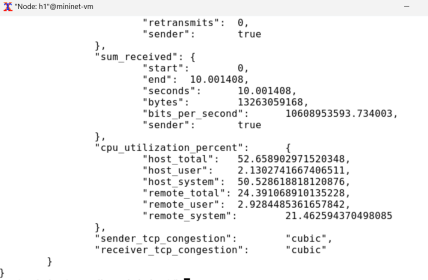 "Node: h1"@mininet-vm
"retransmits": 0,
"sender": true
},
"sum_received": {
"start": 0,
"end": 10.001408,
"seconds": 10.001408,
"bytes": 13263059168,
"bits_per_second": 10608953593.734003,
"sender": true
},
"cpu_utilization_percent": {
"host_total": 52.658902971520348,
"host_user": 2.1302741667406511,
"host_system": 50.528618818120876,
"remote_total": 24.391068910135228,
"remote_user": 2.9284485361657842,
"remote_system": 21.462594370498085
},
"sender_tcp_congestion": "cubic",
"receiver_tcp_congestion": "cubic"
}
}